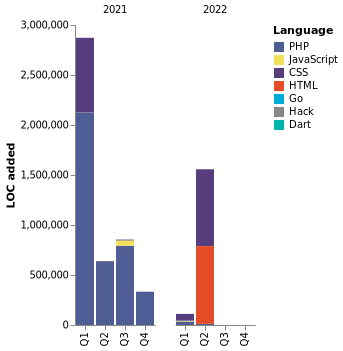 2021
2022
3,000,000
2,500,000
2,000,000
1,500,000
1,000,000
500,000
0
LOC added
Q1
Q2
Q3
Q4
Q1
Q2
Q3
Q4
Language
PHP
JavaScript
CSS
HTML
Go
Hack
Dart